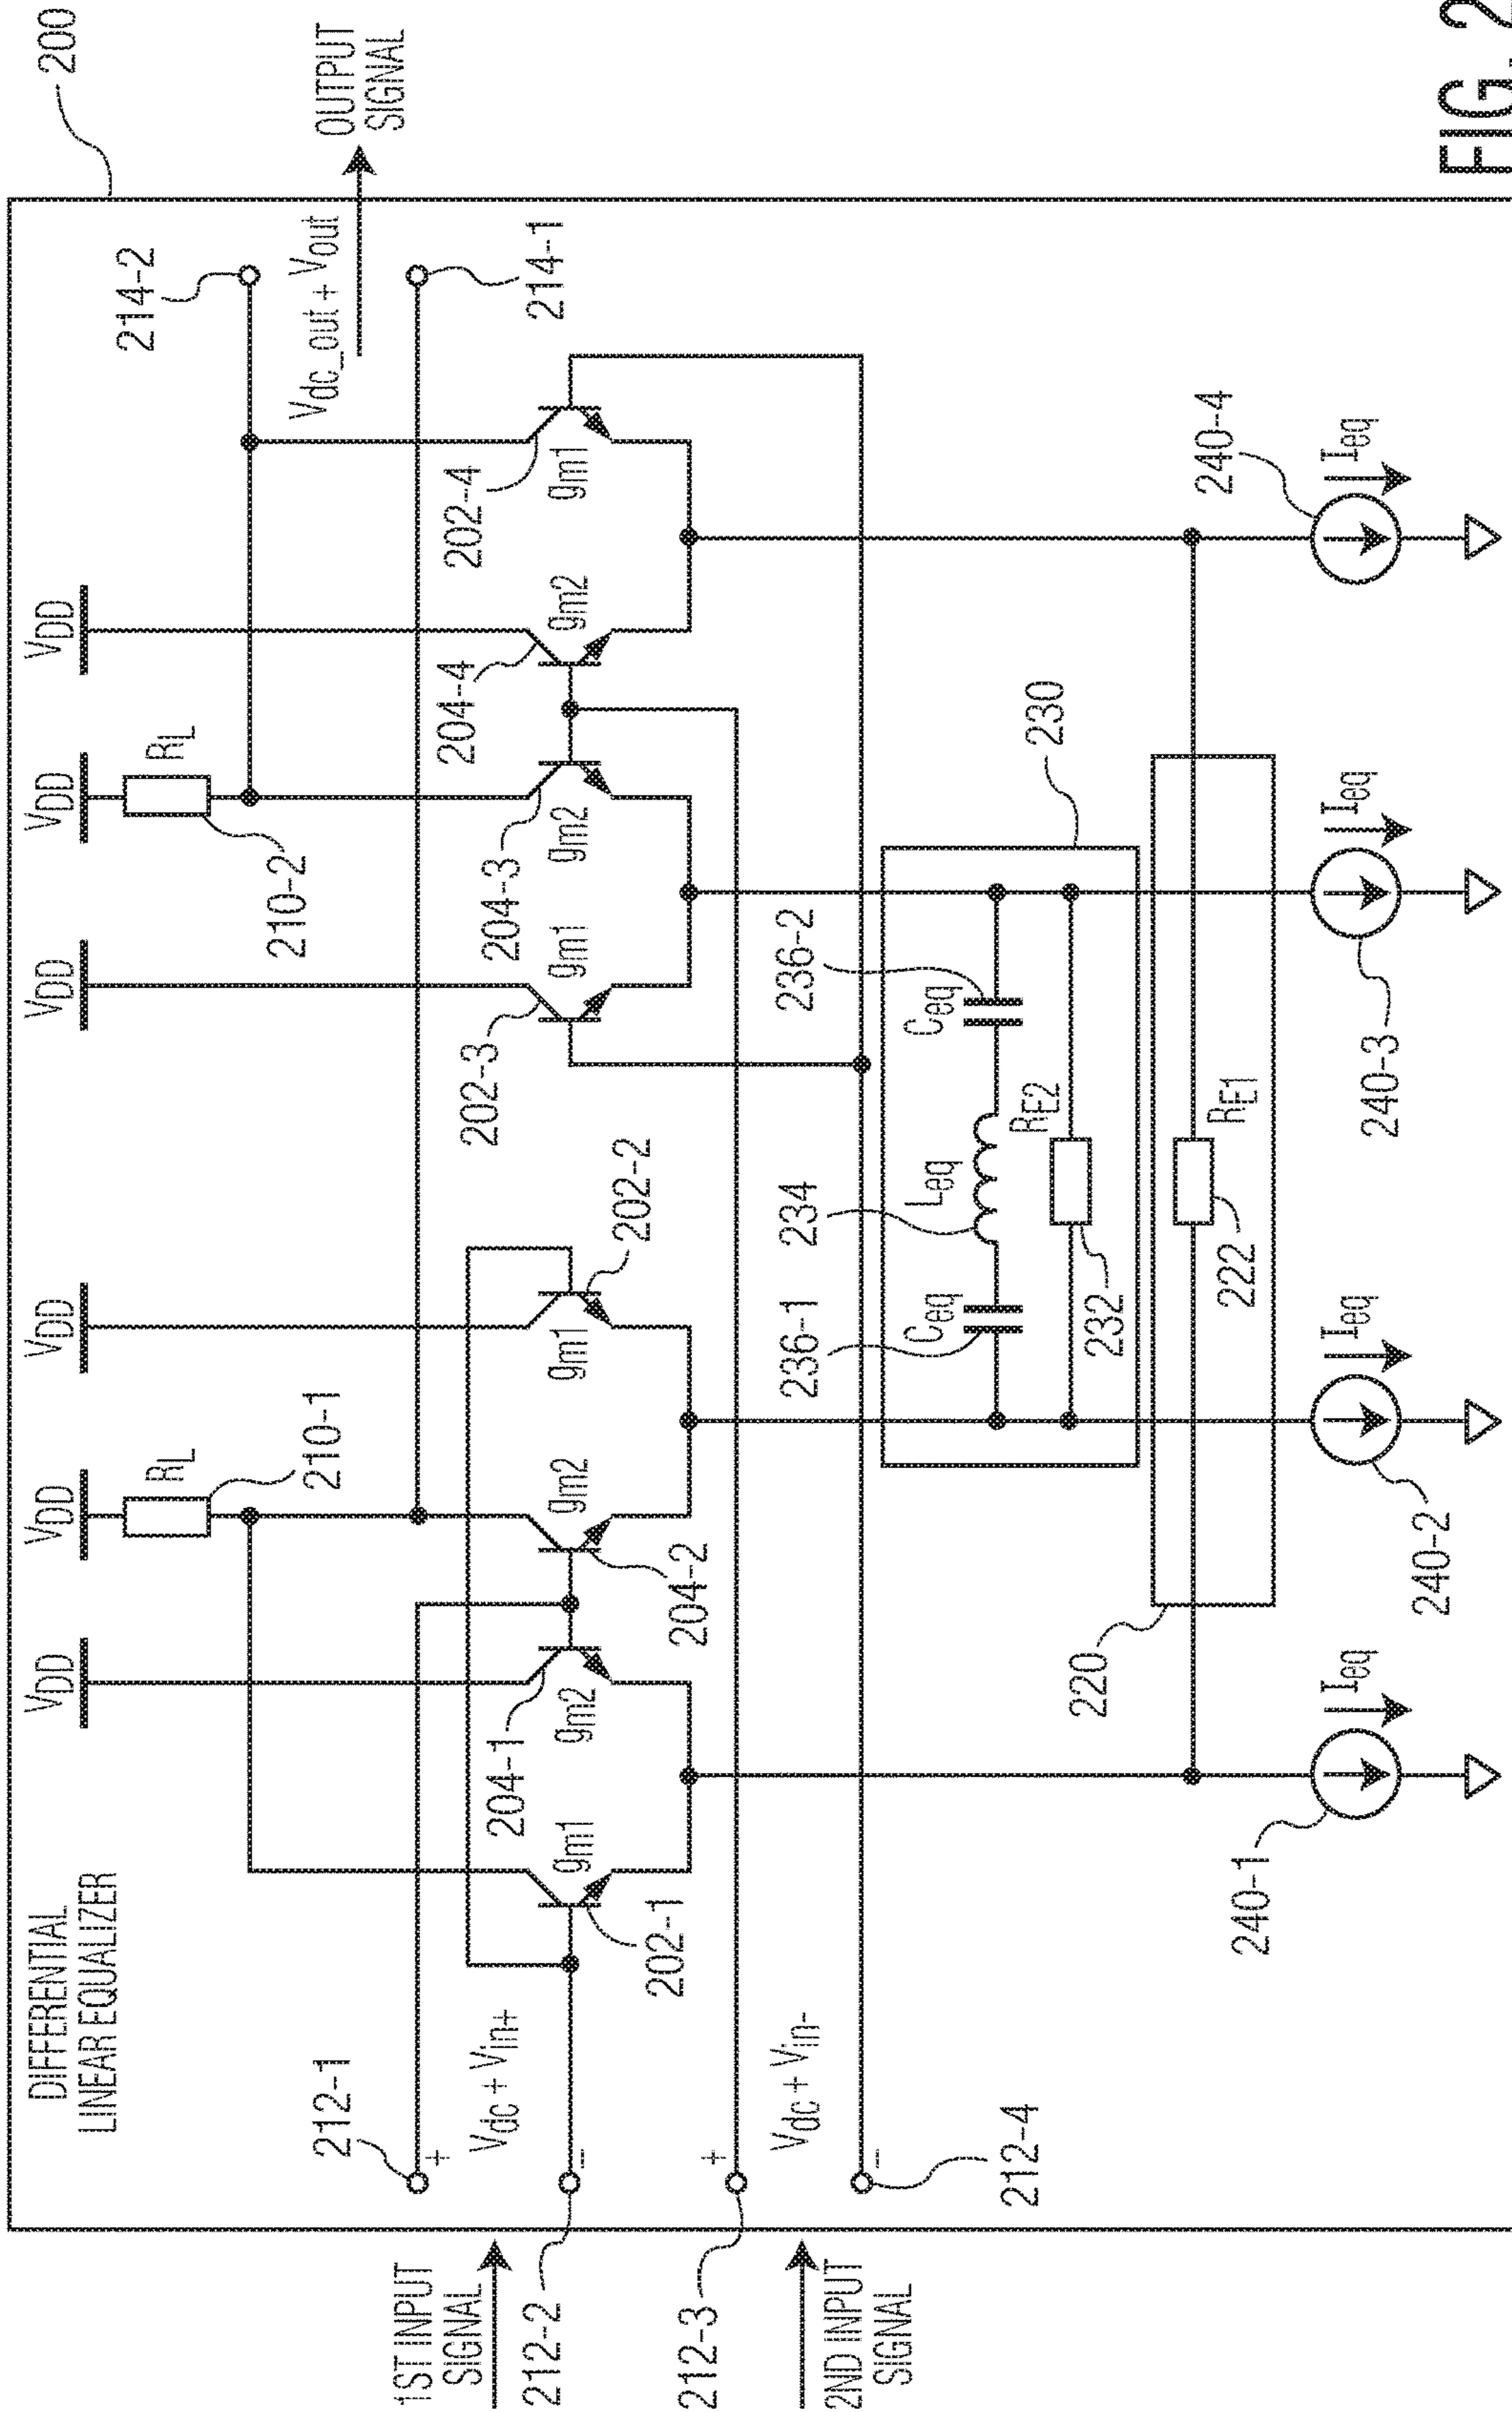 DIFFERENTIAL
LINEAR EQUALIZER
200
VDD
VDD
VDD
VDD
VDD
VDD
RL
210-1
RL
210-2
214-2
Vdc_out + Vout
OUTPUT
SIGNAL
214-1
212-1
+
Vdc + Vin+
1ST INPUT
SIGNAL
212-2
-
202-1
gm1
204-1
gm2
204-2
gm2
202-2
gm1
202-3
gm1
204-3
gm2
204-4
gm2
202-4
gm1
212-3
+
Vdc + Vin-
2ND INPUT
SIGNAL
212-4
-
236-1
234
236-2
Ceq
Leq
Ceq
230
232
RE2
220
222
RE1
240-1
Ieq
240-2
Ieq
240-3
Ieq
240-4
Ieq
FIG. 2